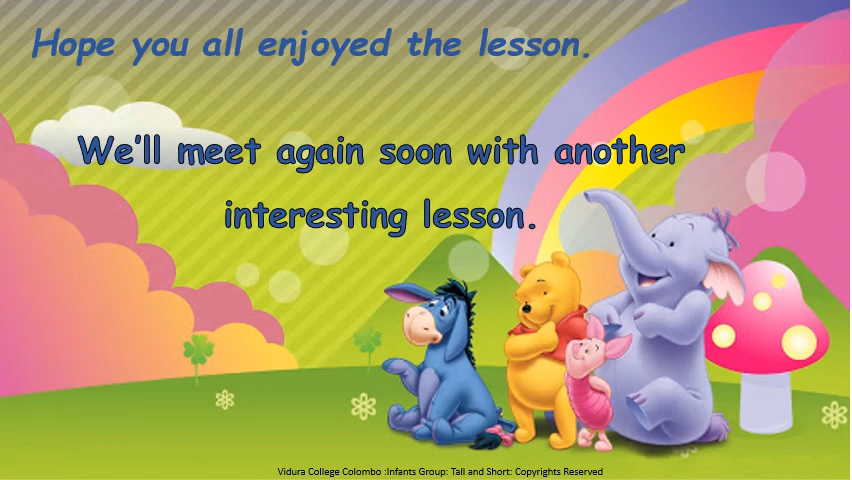 Hope you all enjoyed the lesson.
We'll meet again soon with another
interesting lesson.
Vidura College Colombo :Infants Group: Tall and Short: Copyrights Reserved